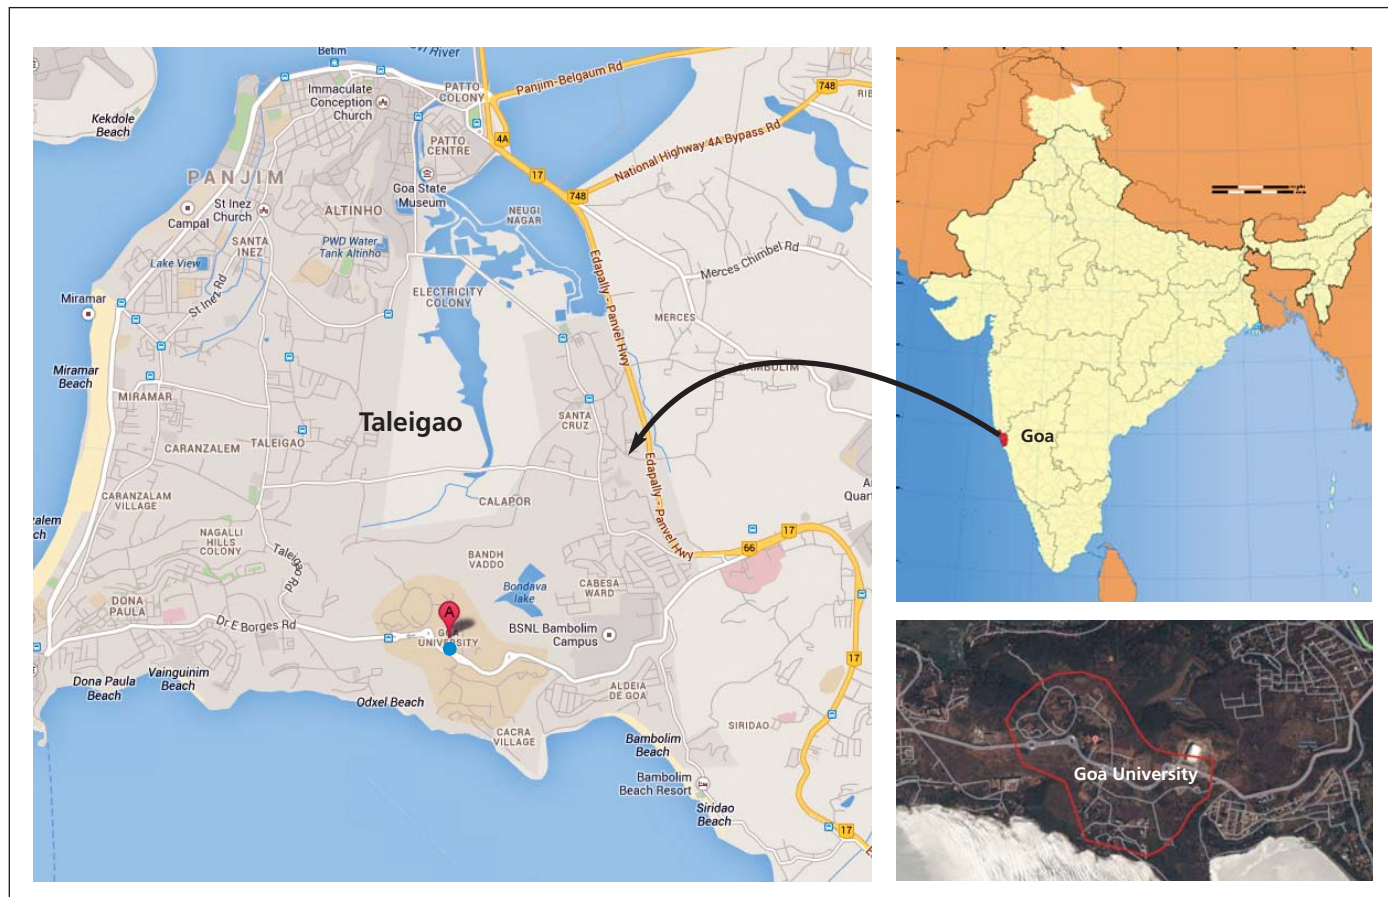 Betim
River
Panjim-Belgaum Rd
PATTO
COLONY
Immaculate
Conception
Church
748
Kekdole
Beach
4A
PATTO
CENTRE
National Highway 4A Bypass Rd
17
PANJIM
Goa State
Museum
748
St Inez
Church
ALTINHO
NEUGI
NAGAR
Campal
SANTA
INEZ
PWD Water
Tank Altinho
Merces Chimbel Rd
Lake View
St Inez Rd
ELECTRICITY
COLONY
Miramar
MERCES
Edapally - Panvel Hwy
Miramar
Beach
BAMBOLIM
MIRAMAR
Taleigao
SANTA
CRUZ
CARANZALEM
TALEIGAO
Edapally - Panvel Hwy
CARANZALAM
VILLAGE
CALAPOR
NAGALLI
HILLS
COLONY
17
66
Taleigao Rd
BANDH
VADDO
Bondava
lake
CABESA
WARD
DONA
PAULA
A
Dr E Borges Rd
GOA
UNIVERSITY
BSNL Bambolim
Campus
17
Dona Paula
Beach
Vainguinim
Beach
Odxel Beach
ALDEIA
DE GOA
SIRIDAO
CACRA
VILLAGE
Bambolim
Beach
Bambolim
Beach Resort
Siridao
Beach
17
Goa
Goa University